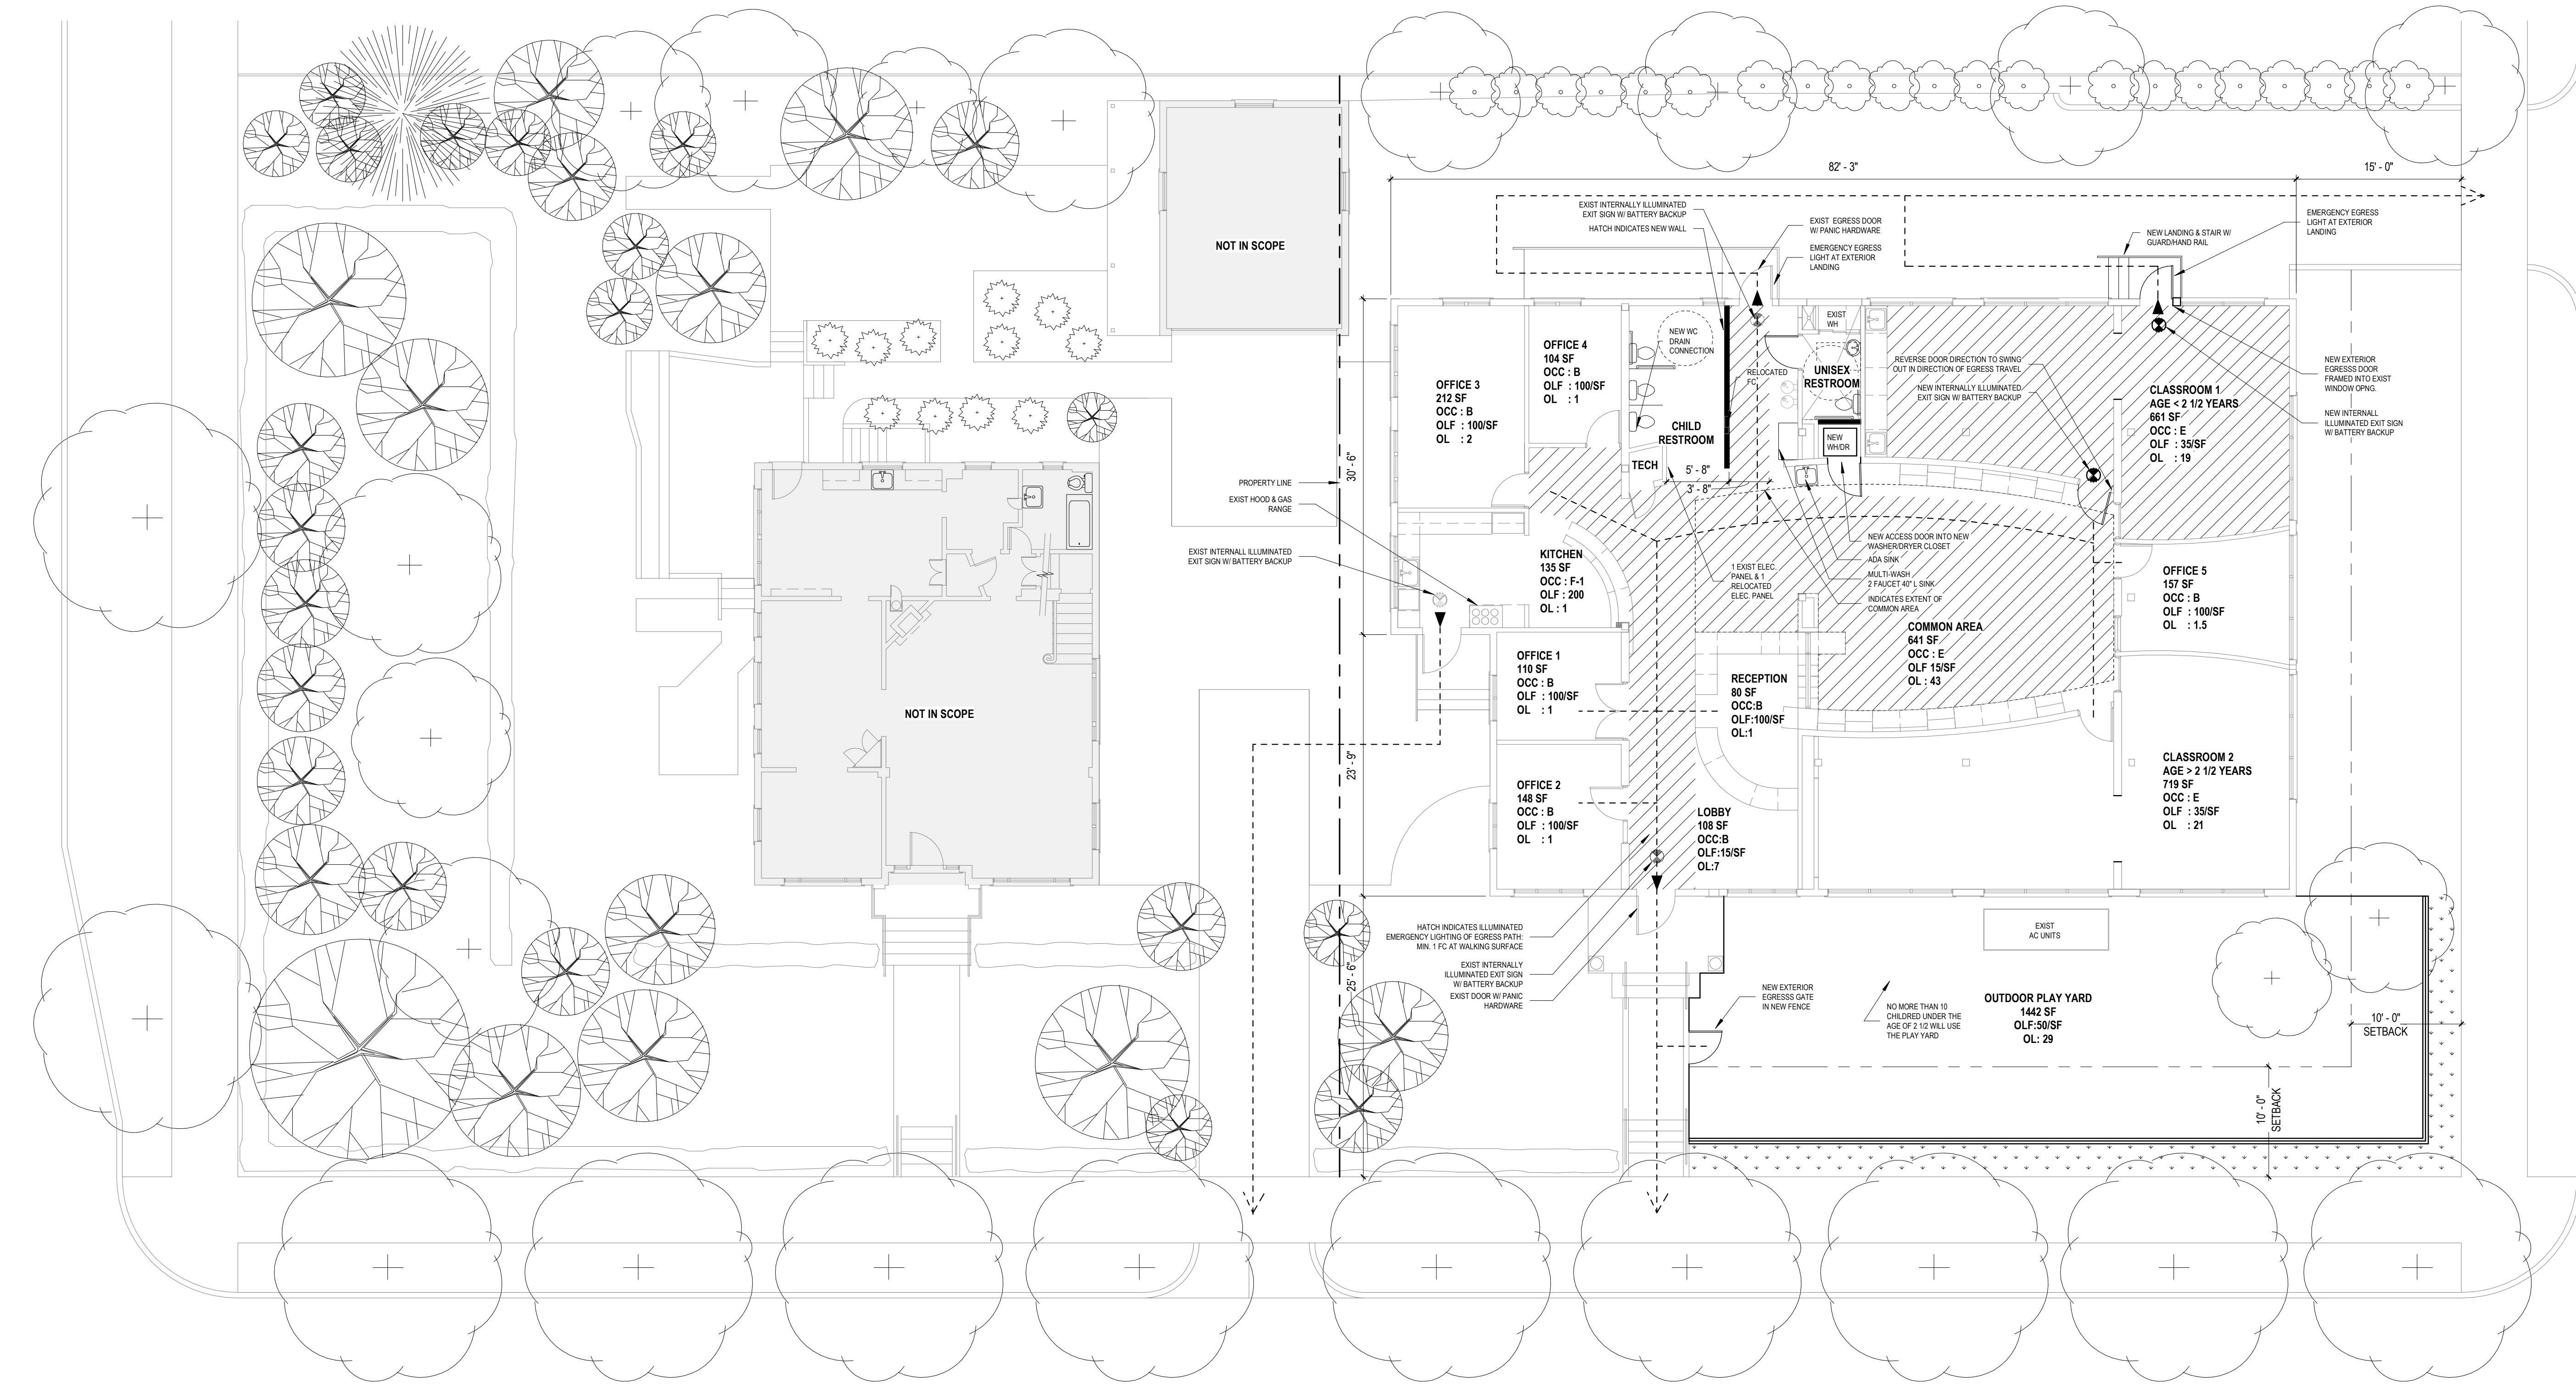 82' - 3"
15' - 0"
EXIST INTERNALLY ILLUMINATED
EXIT SIGN W/ BATTERY BACKUP
HATCH INDICATES NEW WALL
EXIST EGRESS DOOR
W/ PANIC HARDWARE
EMERGENCY EGRESS
LIGHT AT EXTERIOR
LANDING
NEW LANDING & STAIR W/
GUARD/HAND RAIL
EMERGENCY EGRESS
LIGHT AT EXTERIOR
LANDING
NOT IN SCOPE
OFFICE 3
212 SF
OCC : B
OLF : 100/SF
OL : 2
OFFICE 4
104 SF
OCC : B
OLF : 100/SF
OL : 1
NEW WC
DRAIN
CONNECTION
CHILD
RESTROOM
TECH
RELOCATED
FC
EXIST
WH
UNISEX
RESTROOM
NEW
WH/DR
REVERSE DOOR DIRECTION TO SWING
OUT IN DIRECTION OF EGRESS TRAVEL
NEW INTERNALLY ILLUMINATED
EXIT SIGN W/ BATTERY BACKUP
CLASSROOM 1
AGE < 2 1/2 YEARS
661 SF
OCC : E
OLF : 35/SF
OL : 19
NEW EXTERIOR
EGRESSS DOOR
FRAMED INTO EXIST
WINDOW OPNG.
NEW INTERNALL
ILLUMINATED EXIT SIGN
W/ BATTERY BACKUP
30' - 6"
5' - 8"
3' - 8"
PROPERTY LINE
EXIST HOOD & GAS
RANGE
EXIST INTERNALL ILLUMINATED
EXIT SIGN W/ BATTERY BACKUP
KITCHEN
135 SF
OCC : F-1
OLF : 200
OL : 1
1 EXIST ELEC.
PANEL & 1
RELOCATED
ELEC. PANEL
NEW ACCESS DOOR INTO NEW
WASHER/DRYER CLOSET
ADA SINK
MULTI-WASH
2 FAUCET 40" L SINK
INDICATES EXTENT OF
COMMON AREA
COMMON AREA
641 SF
OCC : E
OLF 15/SF
OL : 43
OFFICE 5
157 SF
OCC : B
OLF : 100/SF
OL : 1.5
OFFICE 1
110 SF
OCC : B
OLF : 100/SF
OL : 1
RECEPTION
80 SF
OCC:B
OLF:100/SF
OL:1
NOT IN SCOPE
23' - 9"
OFFICE 2
148 SF
OCC : B
OLF : 100/SF
OL : 1
LOBBY
108 SF
OCC:B
OLF:15/SF
OL:7
CLASSROOM 2
AGE > 2 1/2 YEARS
719 SF
OCC : E
OLF : 35/SF
OL : 21
HATCH INDICATES ILLUMINATED
EMERGENCY LIGHTING OF EGRESS PATH:
MIN. 1 FC AT WALKING SURFACE
EXIST INTERNALLY
ILLUMINATED EXIT SIGN
W/ BATTERY BACKUP
EXIST DOOR W/ PANIC
HARDWARE
25' - 6"
EXIST
AC UNITS
NEW EXTERIOR
EGRESSS GATE
IN NEW FENCE
NO MORE THAN 10
CHILDRED UNDER THE
AGE OF 2 1/2 WILL USE
THE PLAY YARD
OUTDOOR PLAY YARD
1442 SF
OLF:50/SF
OL: 29
10' - 0"
SETBACK
10' - 0"
SETBACK